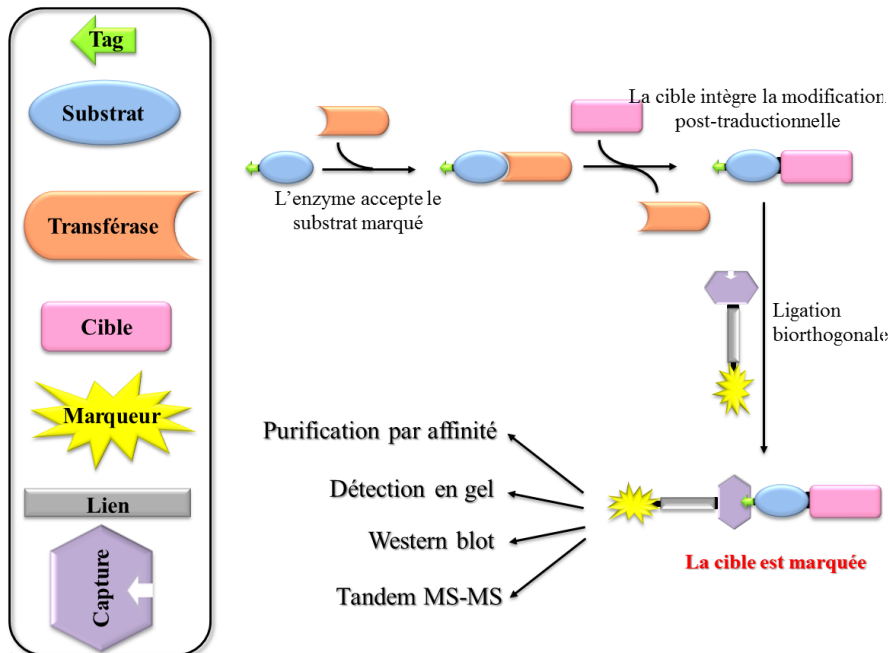 Tag
Substrat
Transférase
Cible
Marqueur
Lien
Capture
L'enzyme accepte le
substrat marqué
La cible intègre la modification
post-traductionnelle
Ligation
biorthogonale
La cible est marquée
Purification par affinité
Détection en gel
Western blot
Tandem MS-MS